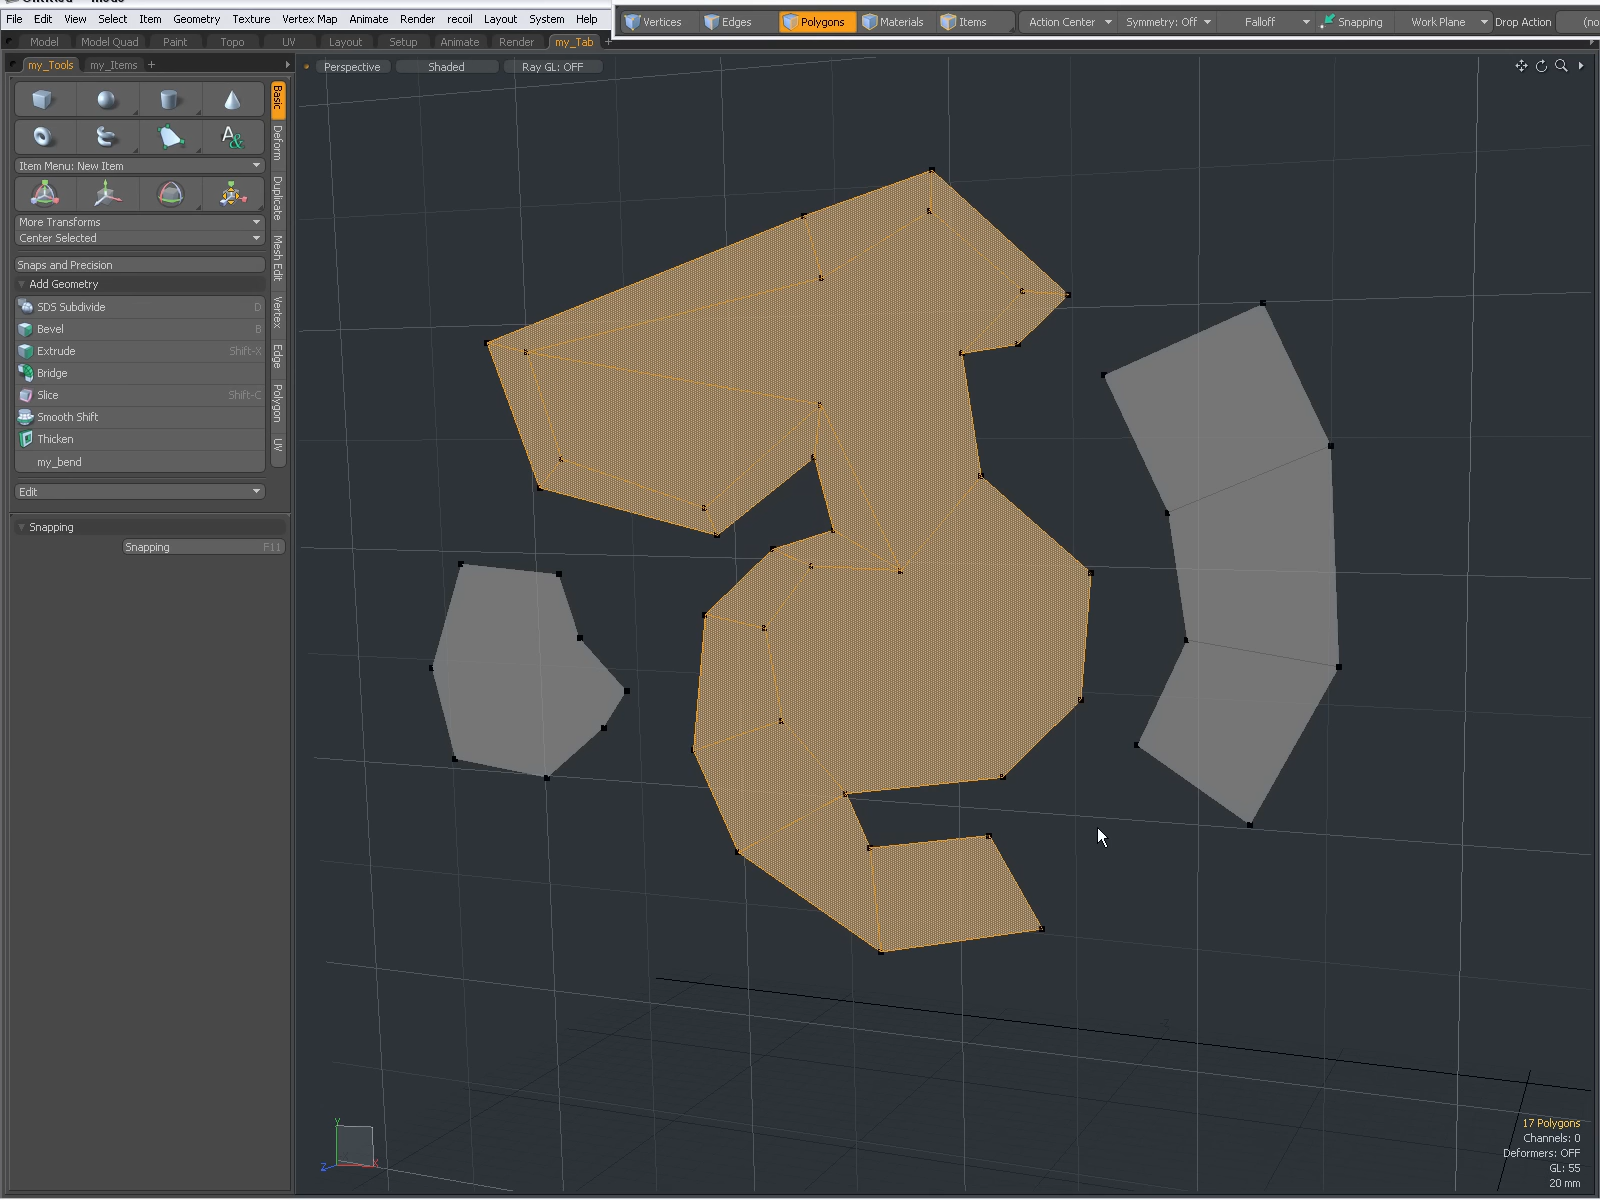 File Edit View Select Item Geometry Texture Vertex Map Animate Render recoil Layout System Help
Vertices Edges Polygons Materials Items Action Center Symmetry: Off Falloff Snapping Work Plane Drop Action (no
Model Model Quad Paint Topo UV Layout Setup Animate Render my_Tab +
my_Tools my_Items +
Perspective Shaded Ray GL: OFF
Basic
Deform
Duplicate
Mesh Edit
Vertex
Edge
Polygon
UV
A&
Item Menu: New Item
More Transforms
Center Selected
Snaps and Precision
Add Geometry
SDS Subdivide D
Bevel B
Extrude Shift-X
Bridge
Slice Shift-C
Smooth Shift
Thicken
my_bend
Edit
Snapping
Snapping F11
Y
Z X
17 Polygons
Channels: 0
Deformers: OFF
GL: 55
20 mm